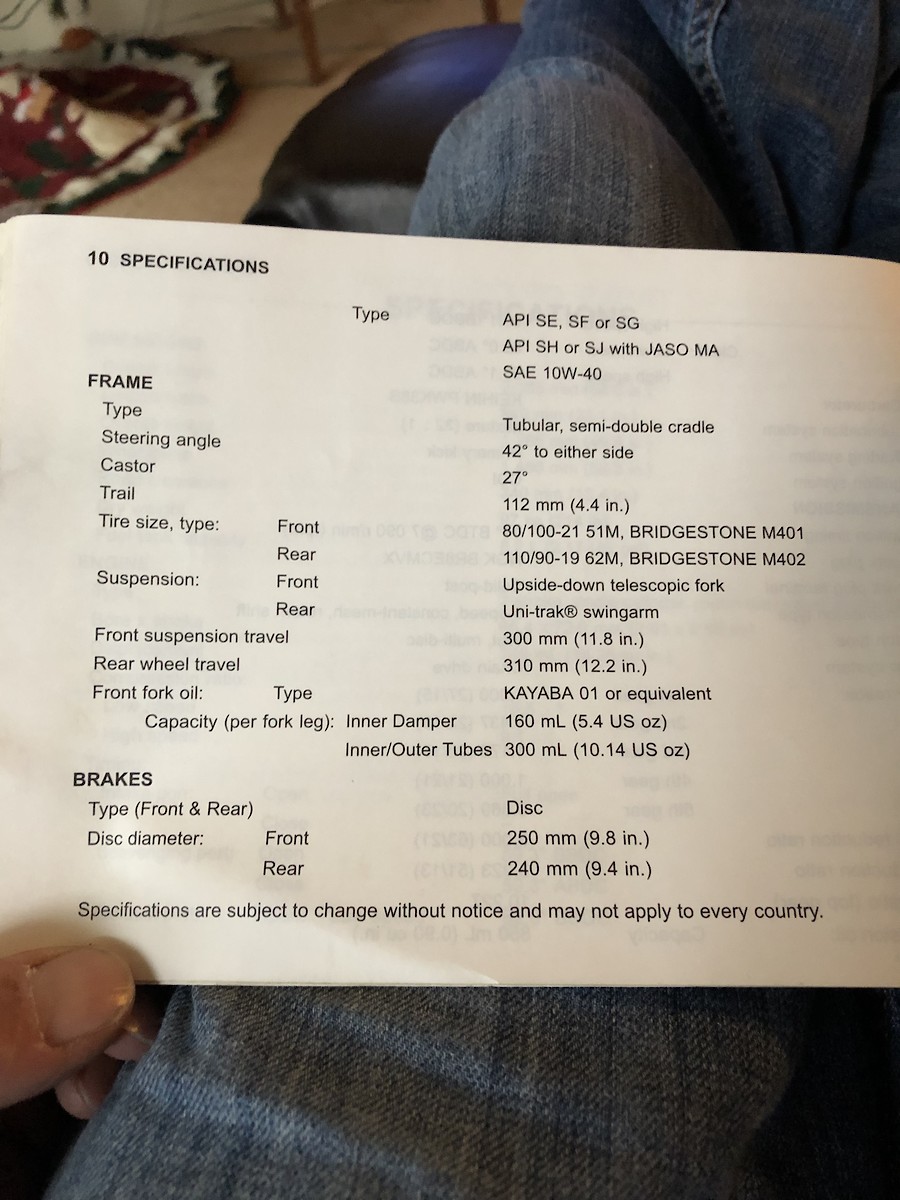 10 SPECIFICATIONS
Type API SE, SF or SG
API SH or SJ with JASO MA
SAE 10W-40
FRAME
Type Tubular, semi-double cradle
Steering angle 42° to either side
Castor 27°
Trail 112 mm (4.4 in.)
Tire size, type: Front 80/100-21 51M, BRIDGESTONE M401
Rear 110/90-19 62M, BRIDGESTONE M402
Suspension: Front Upside-down telescopic fork
Rear Uni-trak® swingarm
Front suspension travel 300 mm (11.8 in.)
Rear wheel travel 310 mm (12.2 in.)
Front fork oil: Type KAYABA 01 or equivalent
Capacity (per fork leg): Inner Damper 160 mL (5.4 US oz)
Inner/Outer Tubes 300 mL (10.14 US oz)
BRAKES
Type (Front & Rear) Disc
Disc diameter: Front 250 mm (9.8 in.)
Rear 240 mm (9.4 in.)
Specifications are subject to change without notice and may not apply to every country.